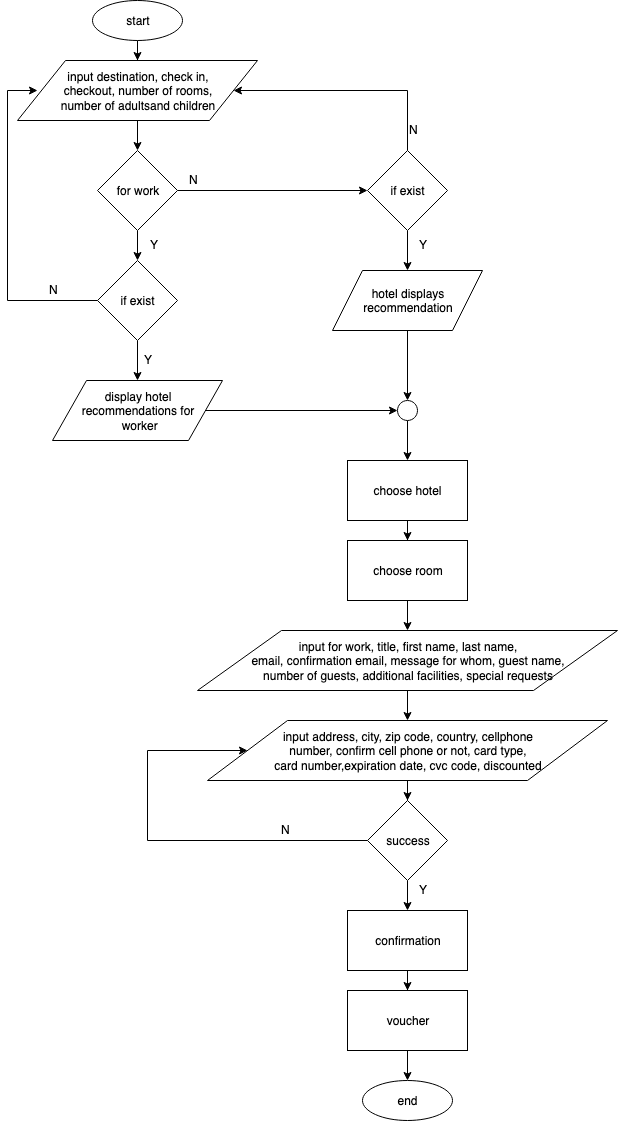 start
input destination, check in,
checkout, number of rooms,
number of adultsand children
N
for work
N
if exist
Y
Y
N
if exist
hotel displays
recommendation
Y
display hotel
recommendations for
worker
choose hotel
choose room
input for work, title, first name, last name,
email, confirmation email, message for whom, guest name,
number of guests, additional facilities, special requests
input address, city, zip code, country, cellphone
number, confirm cell phone or not, card type,
card number,expiration date, cvc code, discounted
N
success
Y
confirmation
voucher
end